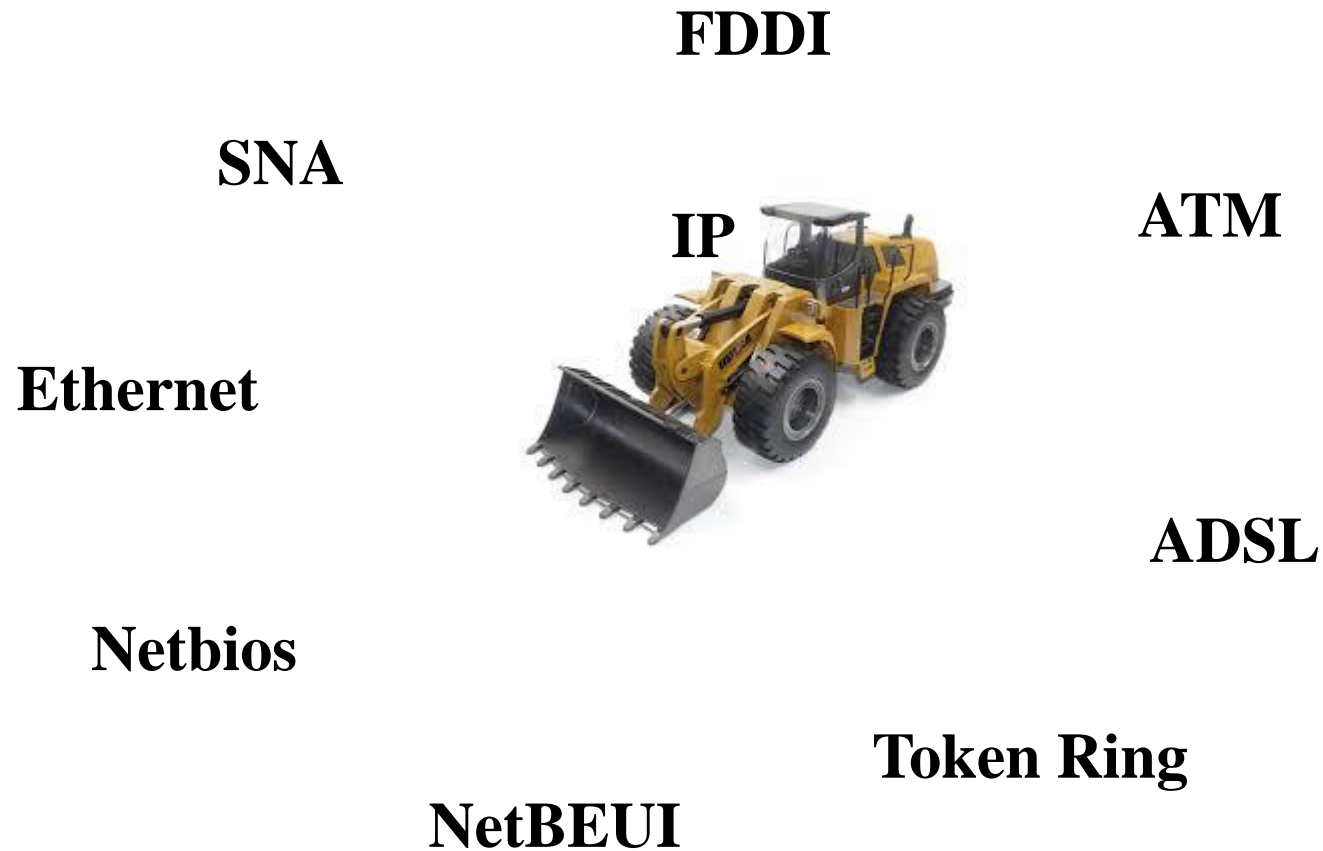 FDDI
SNA
ATM
IP
Ethernet
ADSL
Netbios
Token Ring
NetBEUI